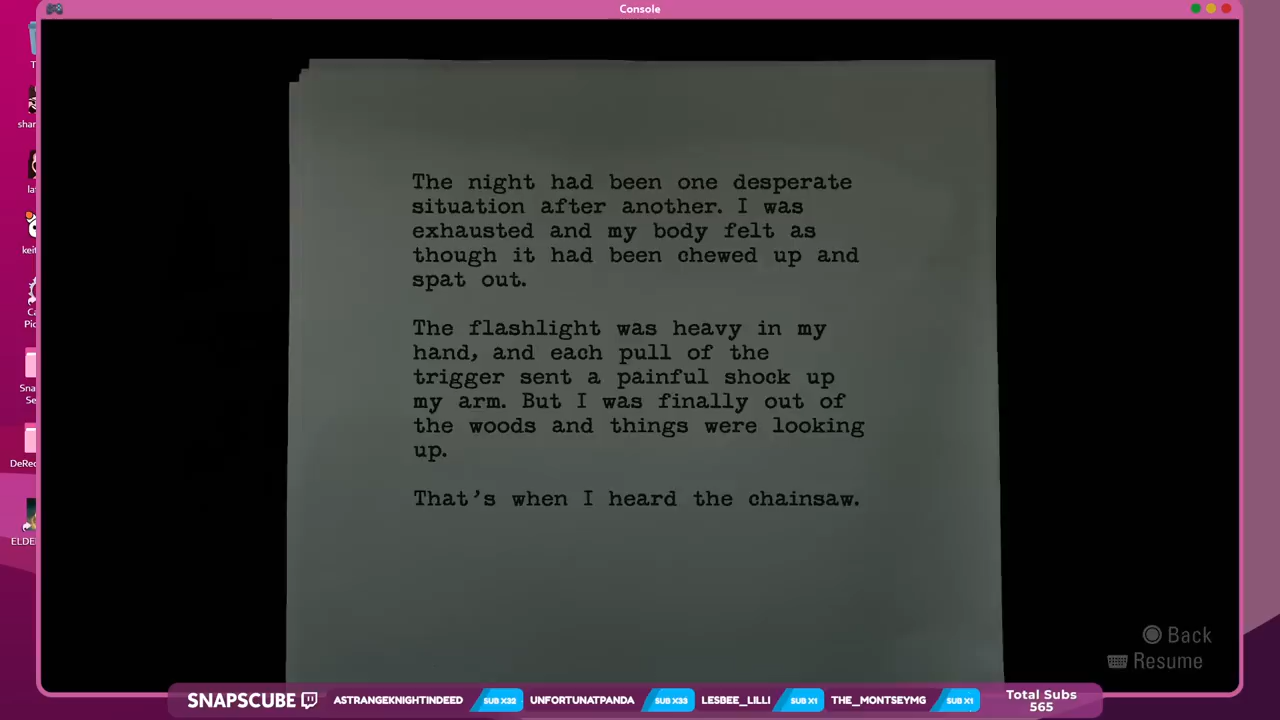 Console
The night had been one desperate
situation after another. I was
exhausted and my body felt as
though it had been chewed up and
spat out.
The flashlight was heavy in my
hand, and each pull of the
trigger sent a painful shock up
my arm. But I was finally out of
the woods and things were looking
up.
That's when I heard the chainsaw.
Back
Resume
SNAPSCUBE
ASTRANGEKNIGHTINDEED SUB X32 UNFORTUNATPANDA SUB X33 LESBEE_LILLI SUB X1 THE_MONTSEYMG SUB X1
Total Subs
565
shar
kei
DeRec
ELDE